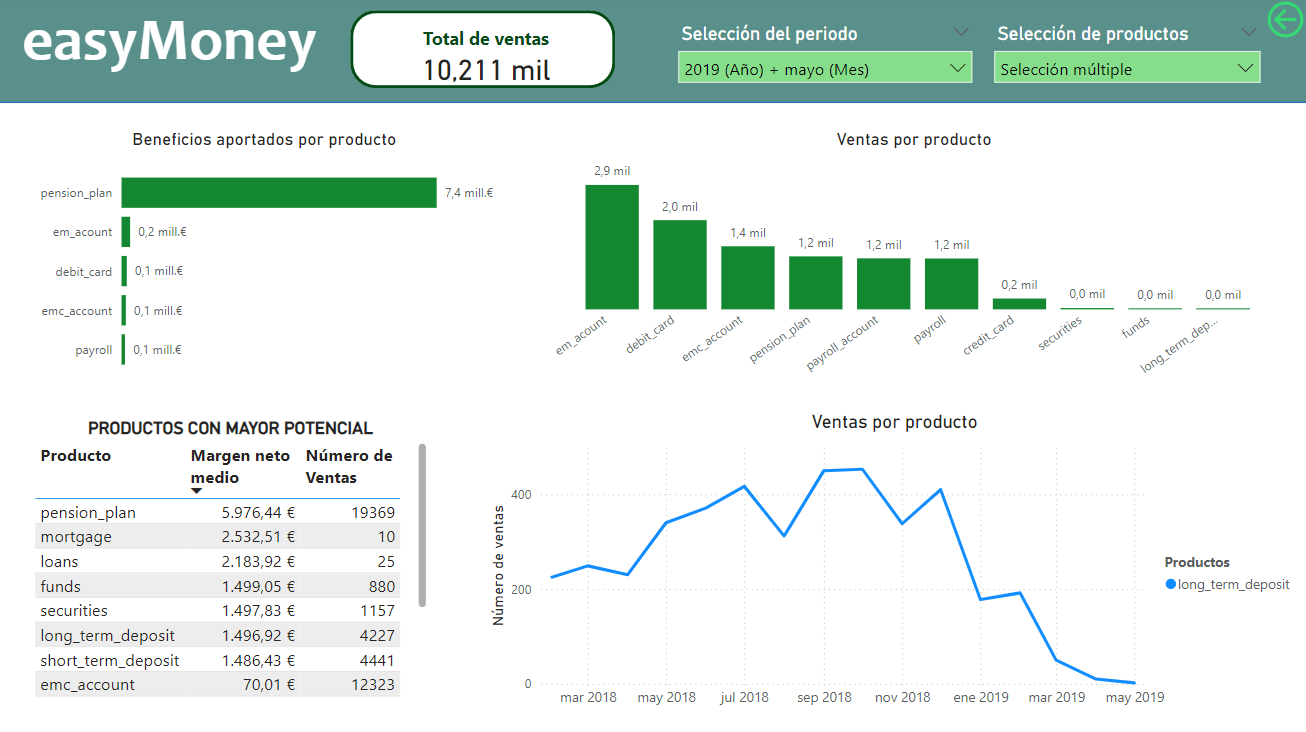 easyMoney
Total de ventas
10,211 mil
Selección del periodo
2019 (Año) + mayo (Mes)
Selección de productos
Selección múltiple
Beneficios aportados por producto
pension_plan 7,4 mill.€
em_acount 0,2 mill.€
debit_card 0,1 mill.€
emc_account 0,1 mill.€
payroll 0,1 mill.€
Ventas por producto
2,9 mil
2,0 mil
1,4 mil
1,2 mil
1,2 mil
1,2 mil
0,2 mil
0,0 mil
0,0 mil
0,0 mil
em_acount
debit_card
emc_account
pension_plan
payroll_account
payroll
credit_card
securities
funds
long_term_dep...
PRODUCTOS CON MAYOR POTENCIAL
Producto Margen neto medio Número de Ventas
pension_plan 5.976,44 € 19369
mortgage 2.532,51 € 10
loans 2.183,92 € 25
funds 1.499,05 € 880
securities 1.497,83 € 1157
long_term_deposit 1.496,92 € 4227
short_term_deposit 1.486,43 € 4441
emc_account 70,01 € 12323
Ventas por producto
Número de ventas
400
200
0
mar 2018 may 2018 jul 2018 sep 2018 nov 2018 ene 2019 mar 2019 may 2019
Productos
long_term_deposit